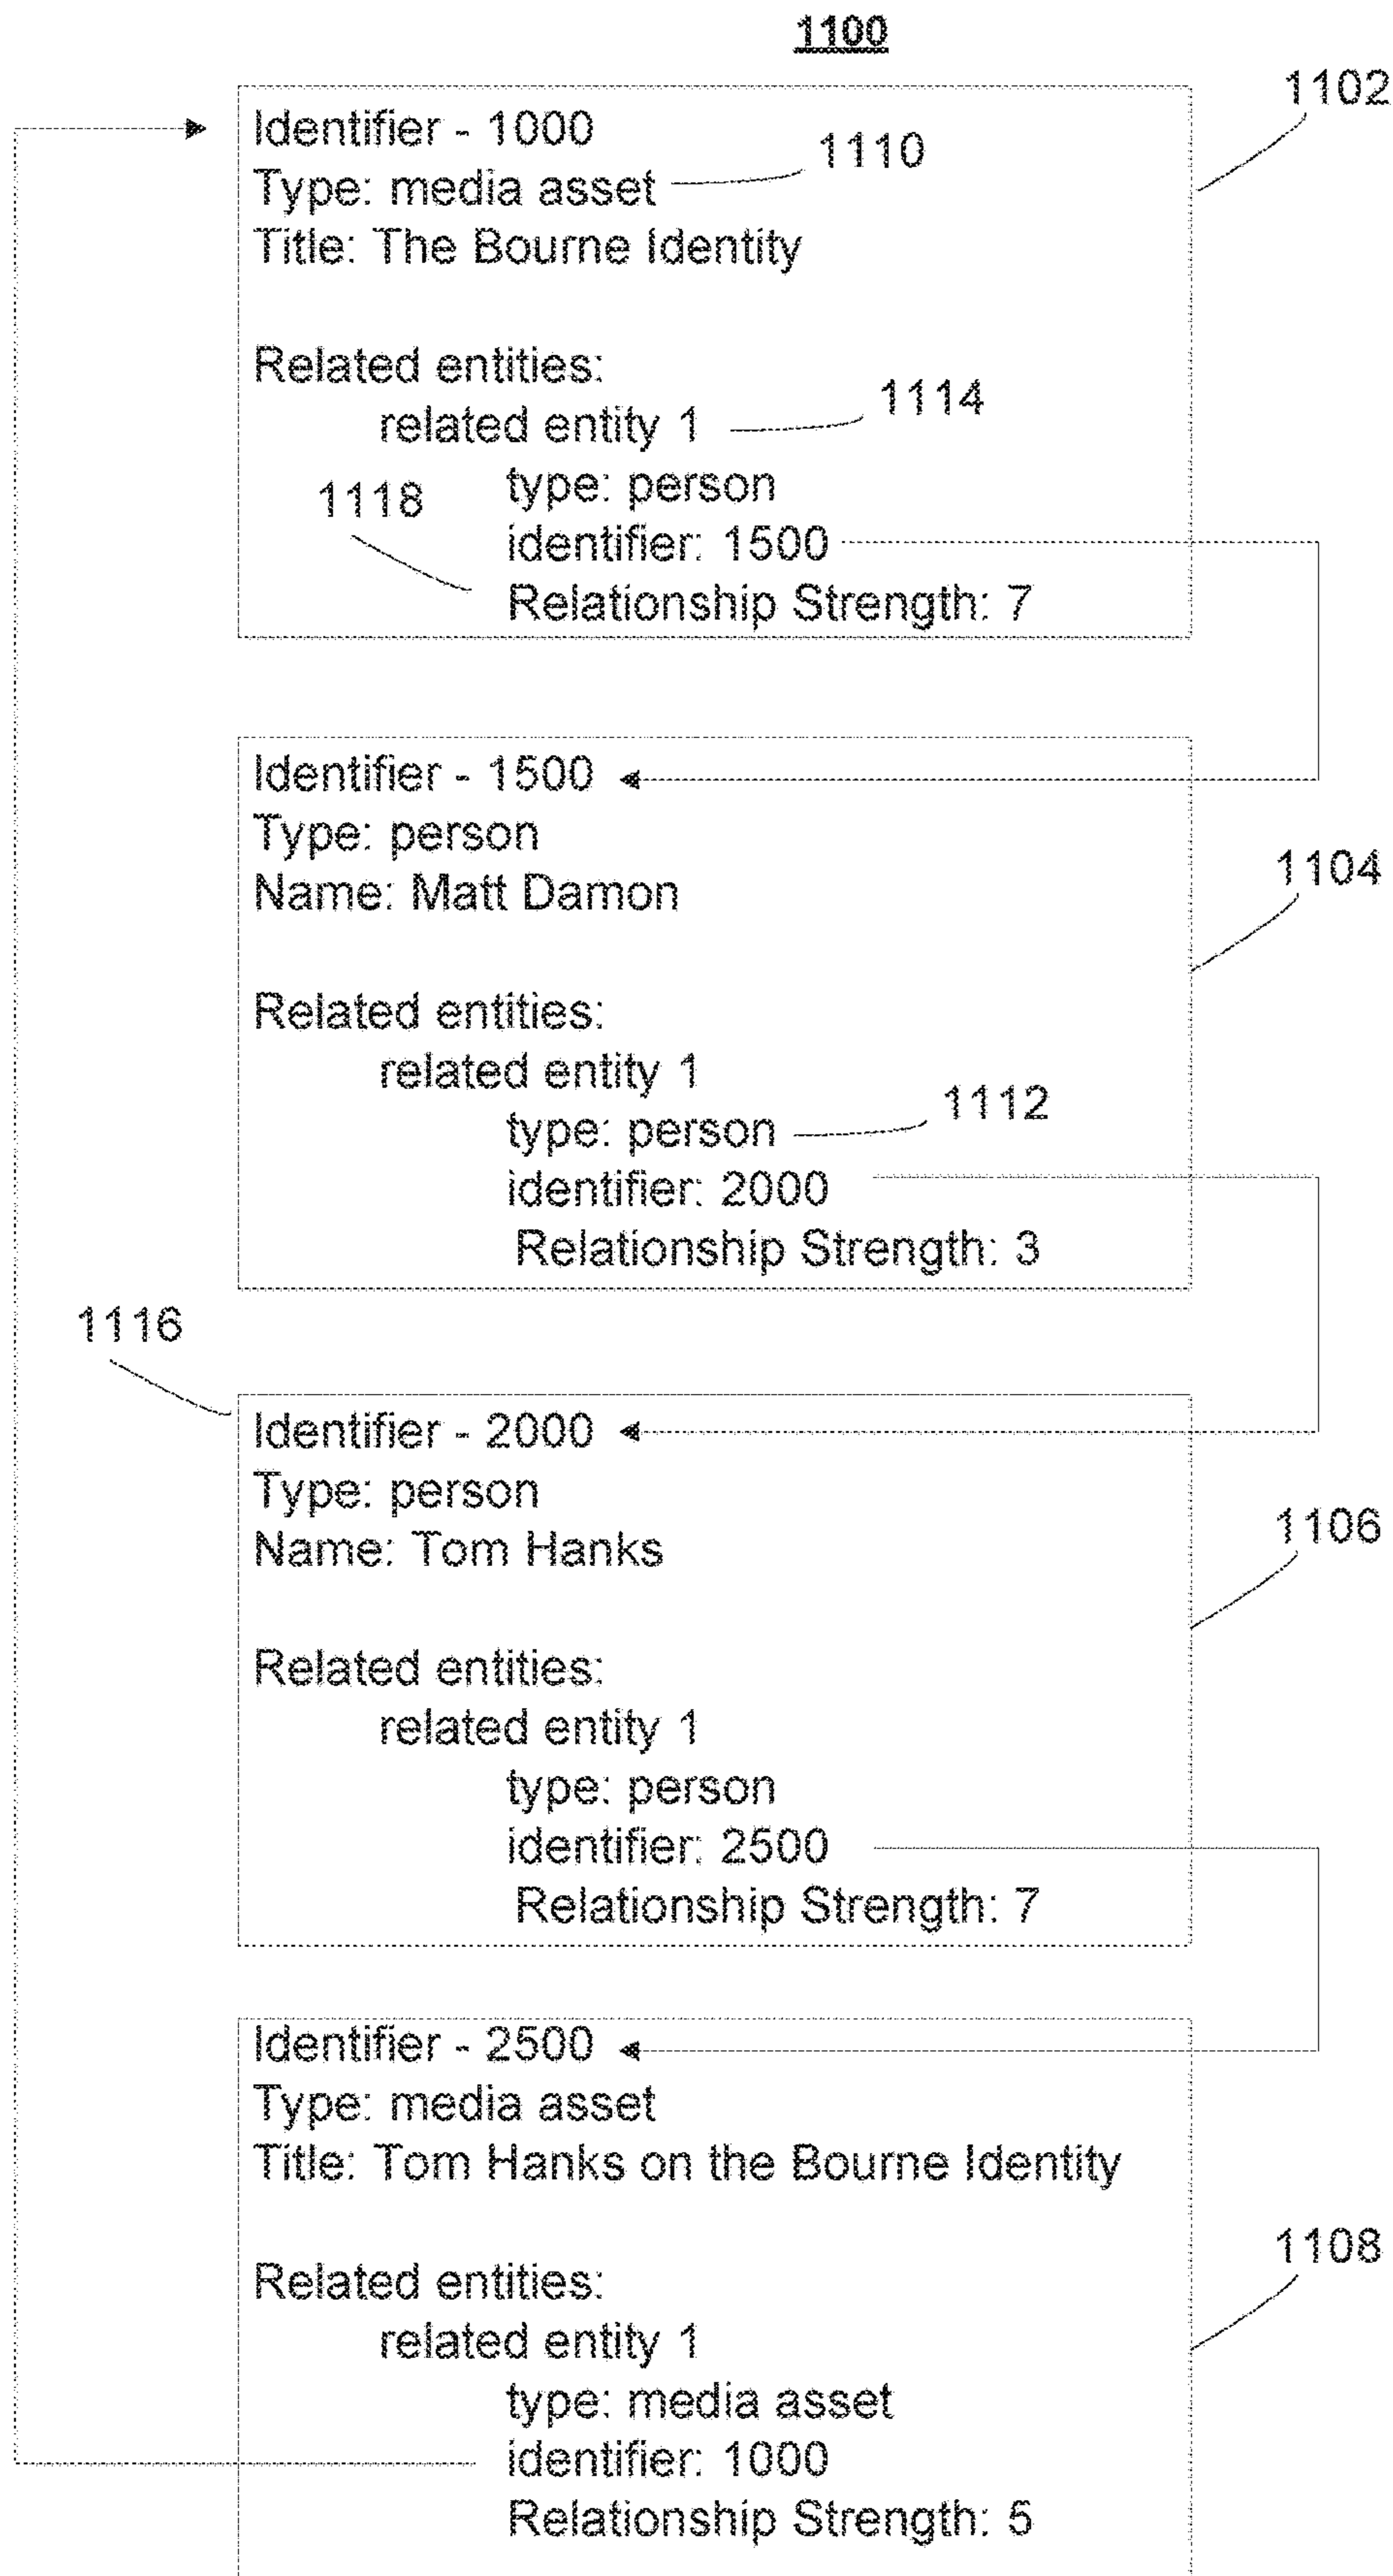 1100
1102
Identifier - 1000
1110
Type: media asset
Title: The Bourne Identity
Related entities:
1114
related entity 1
type: person
1118
identifier: 1500
Relationship Strength: 7
Identifier - 1500
Type: person
1104
Name: Matt Damon
Related entities:
related entity 1
1112
type: person
identifier: 2000
Relationship Strength: 3
1116
Identifier - 2000
Type: person
1106
Name: Tom Hanks
Related entities:
related entity 1
type: person
identifier: 2500
Relationship Strength: 7
Identifier - 2500
Type: media asset
Title: Tom Hanks on the Bourne Identity
1108
Related entities:
related entity 1
type: media asset
identifier: 1000
Relationship Strength: 5